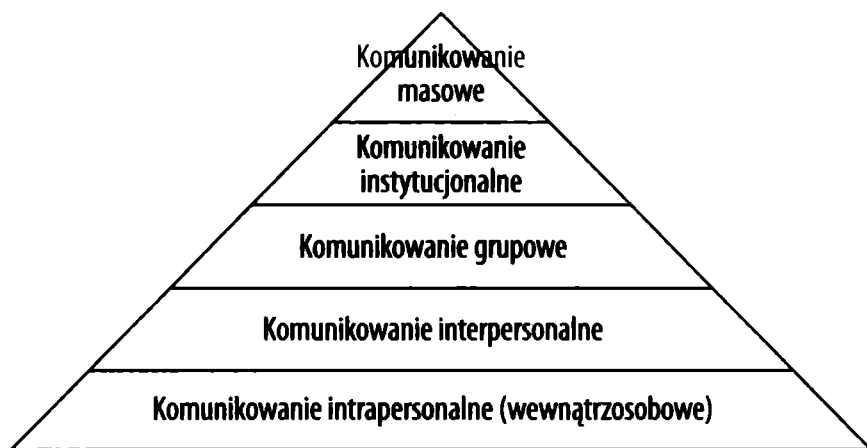 Komunikowanie
masowe
Komunikowanie
instytucjonalne
Komunikowanie grupowe
Komunikowanie interpersonalne
Komunikowanie intrapersonalne (wewnątrzosobowe)